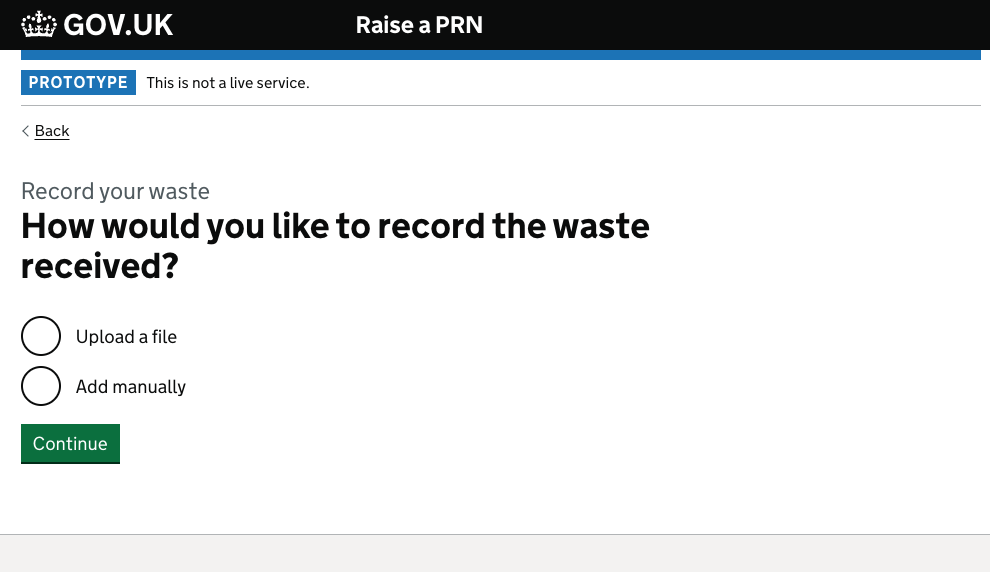 GOV.UK
Raise a PRN
PROTOTYPE This is not a live service.
Back
Record your waste
How would you like to record the waste
received?
Upload a file
Add manually
Continue